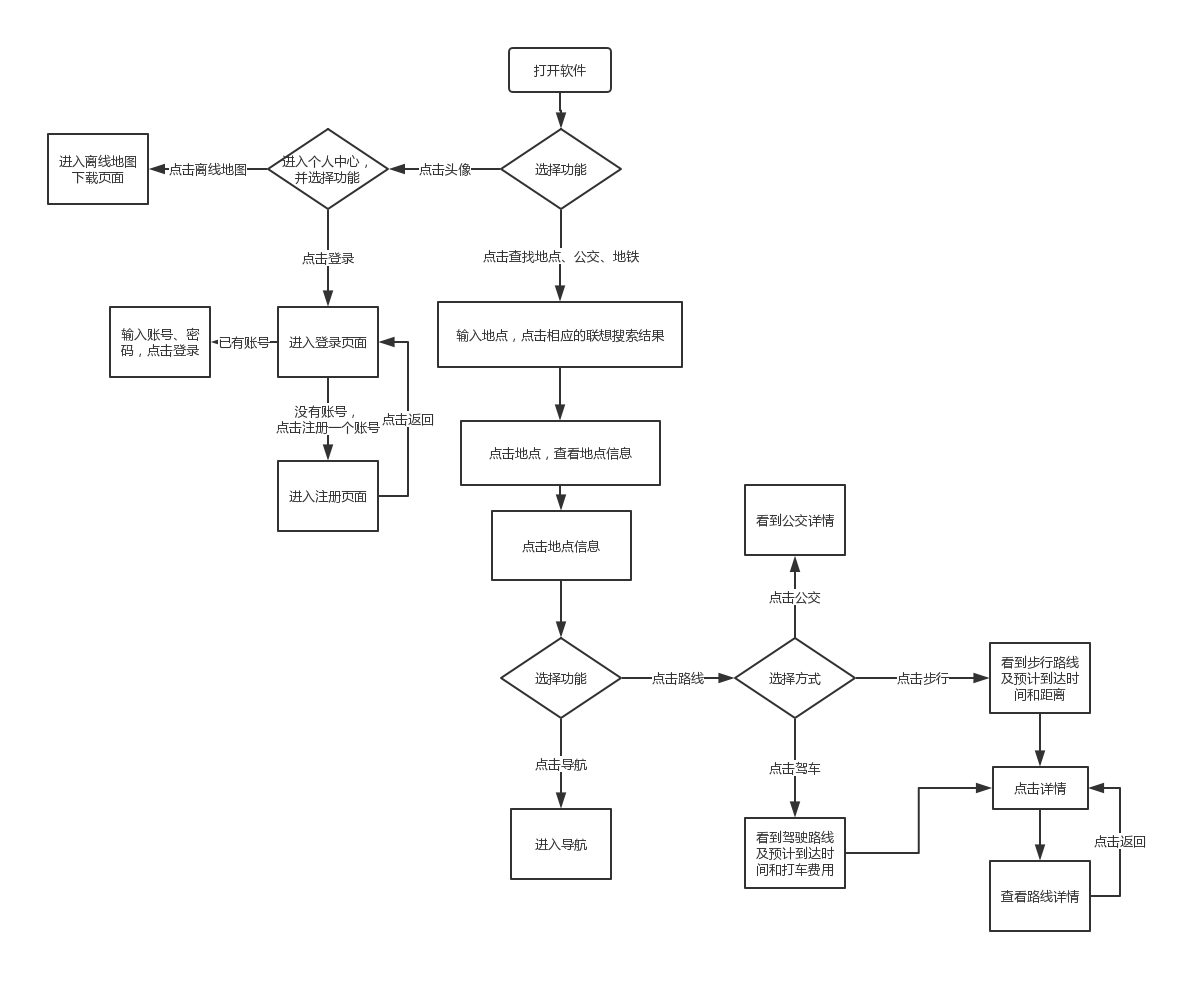 打开软件
进入离线地图
下载页面
点击离线地图
进入个人中心，
并选择功能
点击头像
选择功能
点击登录
点击查找地点、公交、地铁
输入账号、密
码，点击登录
已有账号
进入登录页面
输入地点，点击相应的联想搜索结果
没有账号，
点击注册一个账号
点击返回
点击地点，查看地点信息
进入注册页面
看到公交详情
点击地点信息
点击公交
选择功能
点击路线
选择方式
点击步行
看到步行路线
及预计到达时
间和距离
点击导航
点击驾车
点击详情
进入导航
看到驾驶路线
及预计到达时
间和打车费用
点击返回
查看路线详情